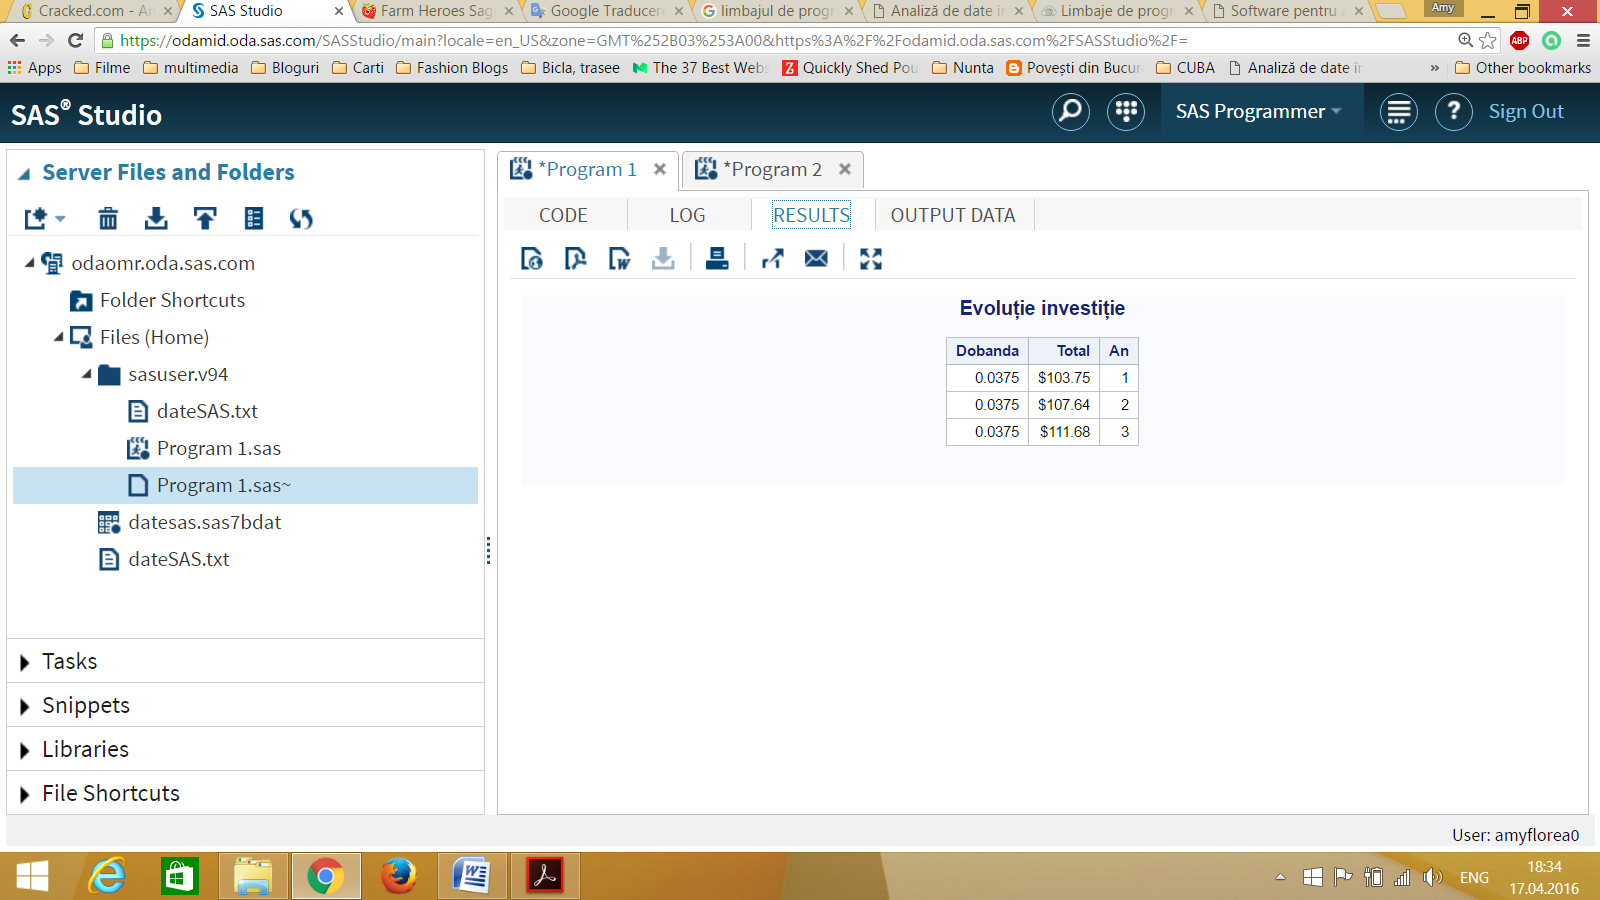 Cracked.com - An
SAS Studio
Farm Heroes Sag
Google Traducere
limbajul de progr
Analiză de date în
Limbaje de progr
Software pentru a
Amy
https://odamid.oda.sas.com/SASStudio/main?locale=en_US&zone=GMT%252B03%253A00&https%3A%2F%2Fodamid.oda.sas.com%2FSASStudio%2F=
ABP
Apps Filme multimedia Bloguri Carti Fashion Blogs Bicla, trasee The 37 Best Webs Quickly Shed Pou Nunta Povești din Bucur CUBA Analiză de date în » Other bookmarks
SAS® Studio
SAS Programmer
?
Sign Out
Server Files and Folders
odaomr.oda.sas.com
Folder Shortcuts
Files (Home)
sasuser.v94
dateSAS.txt
Program 1.sas
Program 1.sas~
datesas.sas7bdat
dateSAS.txt
Tasks
Snippets
Libraries
File Shortcuts
*Program 1
*Program 2
CODE LOG RESULTS OUTPUT DATA
Evoluție investiție
Dobanda Total An
0.0375 $103.75 1
0.0375 $107.64 2
0.0375 $111.68 3
User: amyflorea0
ENG
18:34
17.04.2016